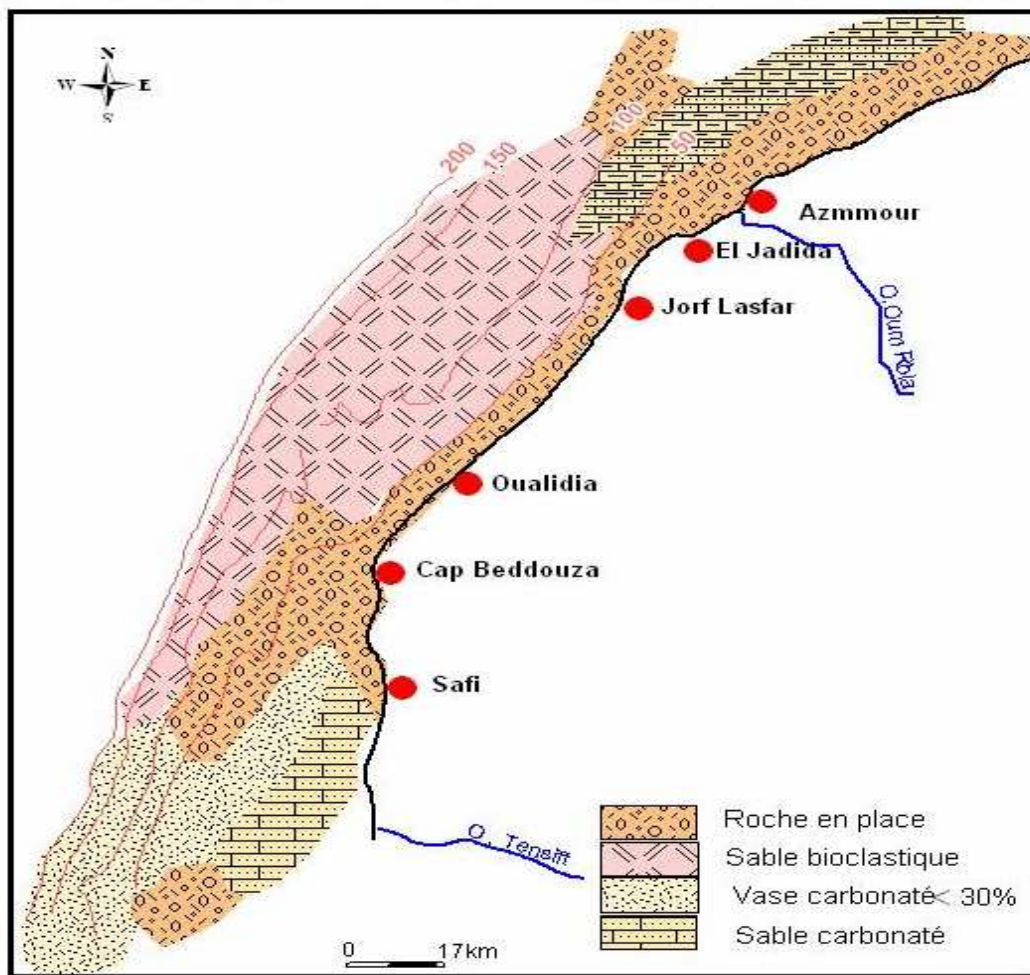 N
W E
S
200
150
100
50
Azmmour
El Jadida
Jorf Lasfar
O.Oum Rbia
Oualidia
Cap Beddouza
Safi
O, Tensift
Roche en place
Sable bioclastique
Vase carbonaté< 30%
Sable carbonaté
0 17km